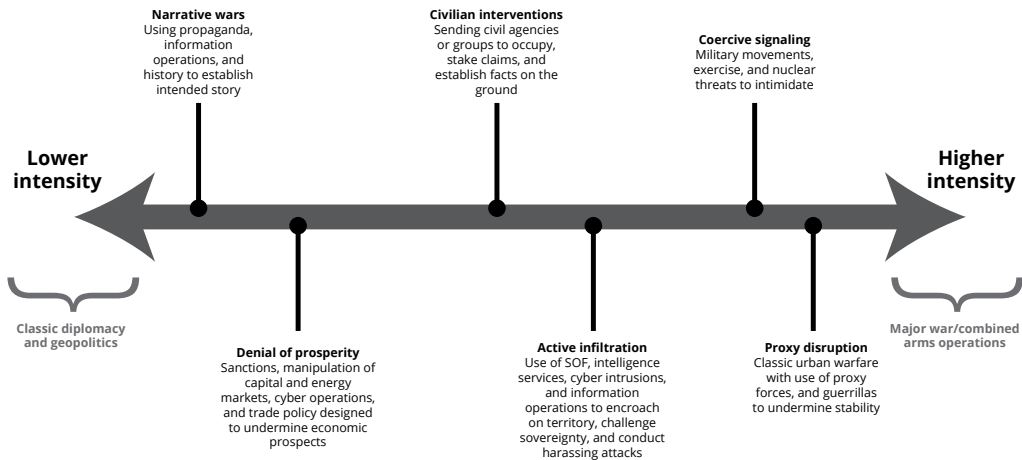 Narrative wars
Using propaganda,
information
operations, and
history to establish
intended story
Civilian interventions
Sending civil agencies
or groups to occupy,
stake claims, and
establish facts on the
ground
Coercive signaling
Military movements,
exercise, and nuclear
threats to intimidate
Lower
intensity
Higher
intensity
Classic diplomacy
and geopolitics
Major war/combined
arms operations
Denial of prosperity
Sanctions, manipulation of
capital and energy
markets, cyber operations,
and trade policy designed
to undermine economic
prospects
Active infiltration
Use of SOF, intelligence
services, cyber intrusions,
and information
operations to encroach
on territory, challenge
sovereignty, and conduct
harassing attacks
Proxy disruption
Classic urban warfare
with use of proxy
forces, and guerrillas
to undermine stability